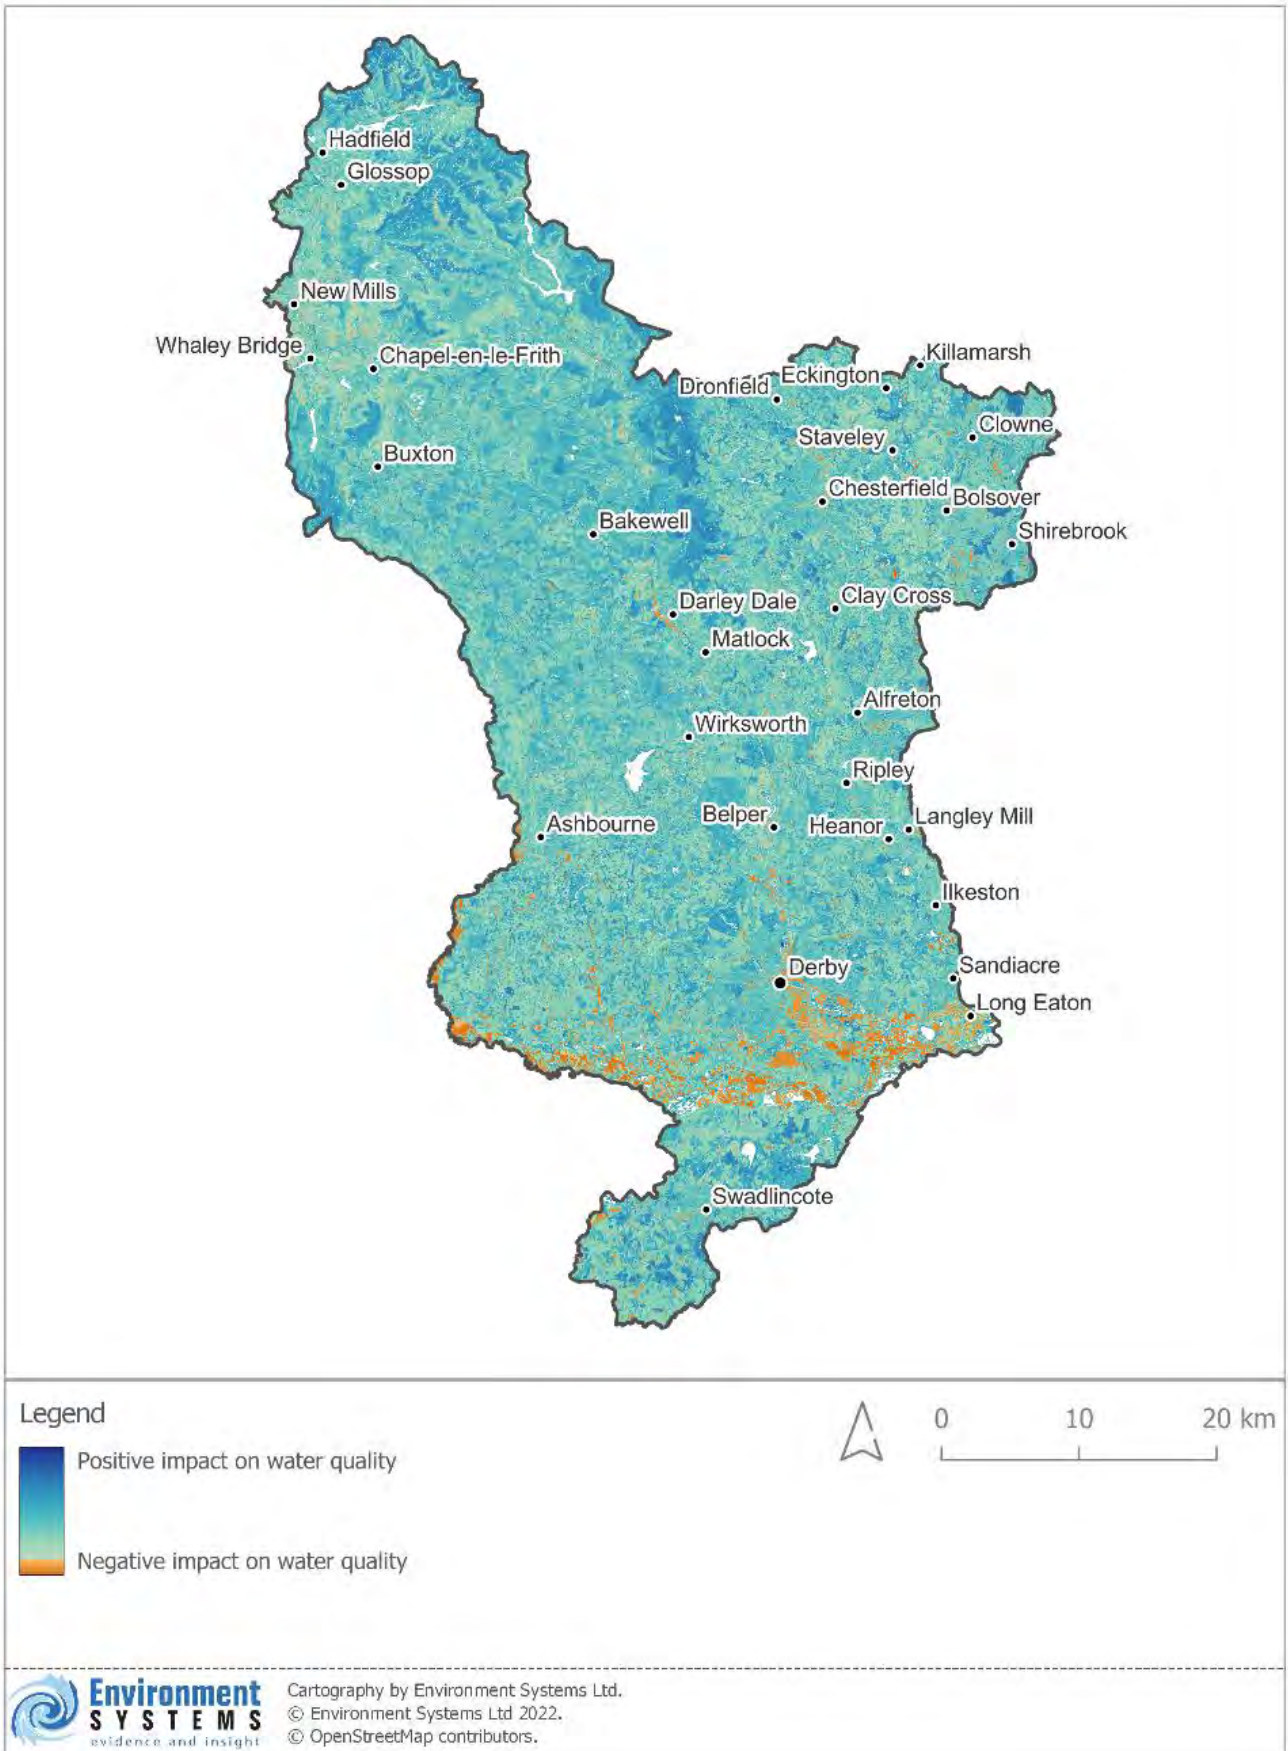 Hadfield
Glossop
New Mills
Whaley Bridge
Chapel-en-le-Frith
Killamarsh
Eckington
Dronfield
Clowne
Staveley
Buxton
Chesterfield
Bolsover
Bakewell
Shirebrook
Darley Dale
Clay Cross
Matlock
Alfreton
Wirksworth
Ripley
Ashbourne
Belper
Heanor
Langley Mill
Ilkeston
Derby
Sandiacre
Long Eaton
Swadlincote
Legend
Positive impact on water quality
Negative impact on water quality
0 10 20 km
Environment
SYSTEMS
evidence and insight
Cartography by Environment Systems Ltd.
© Environment Systems Ltd 2022.
© OpenStreetMap contributors.